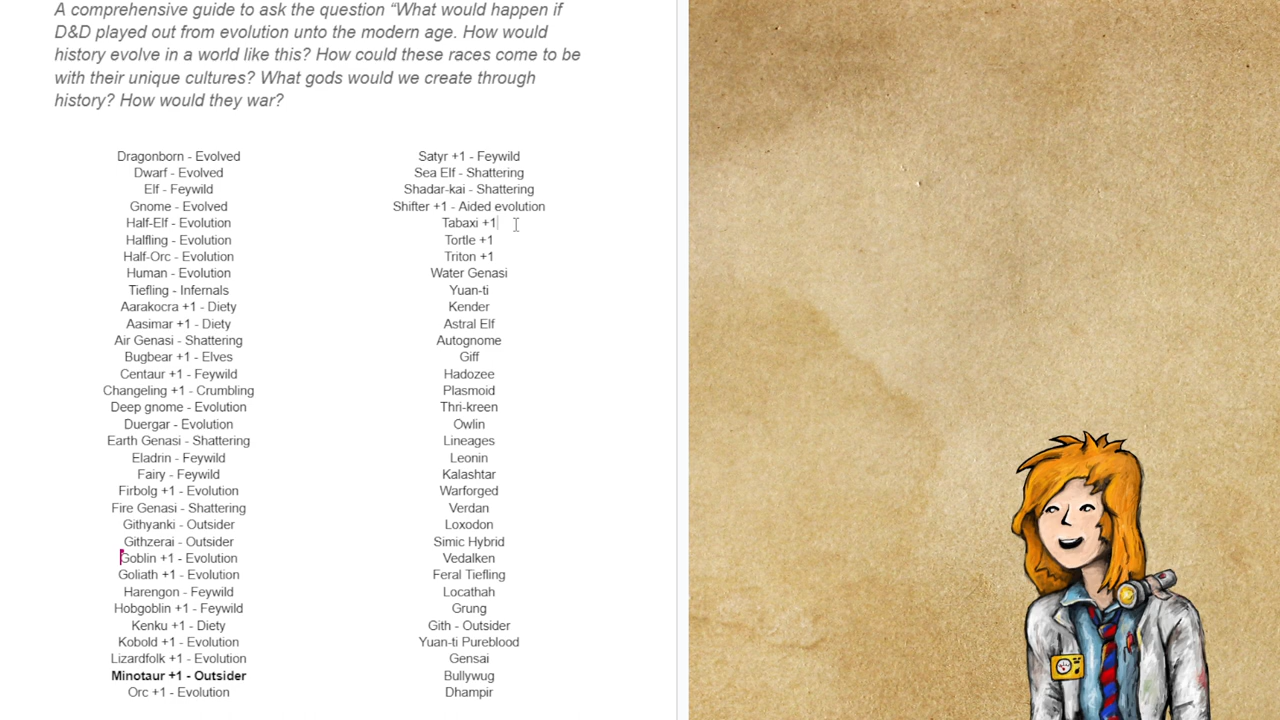 A comprehensive guide to ask the question “What would happen if
D&D played out from evolution unto the modern age. How would
history evolve in a world like this? How could these races come to be
with their unique cultures? What gods would we create through
history? How would they war?
Dragonborn - Evolved
Dwarf - Evolved
Elf - Feywild
Gnome - Evolved
Half-Elf - Evolution
Halfling - Evolution
Half-Orc - Evolution
Human - Evolution
Tiefling - Infernals
Aarakocra +1 - Diety
Aasimar +1 - Diety
Air Genasi - Shattering
Bugbear +1 - Elves
Centaur +1 - Feywild
Changeling +1 - Crumbling
Deep gnome - Evolution
Duergar - Evolution
Earth Genasi - Shattering
Eladrin - Feywild
Fairy - Feywild
Firbolg +1 - Evolution
Fire Genasi - Shattering
Githyanki - Outsider
Githzerai - Outsider
Goblin +1 - Evolution
Goliath +1 - Evolution
Harengon - Feywild
Hobgoblin +1 - Feywild
Kenku +1 - Diety
Kobold +1 - Evolution
Lizardfolk +1 - Evolution
Minotaur +1 - Outsider
Orc +1 - Evolution
Satyr +1 - Feywild
Sea Elf - Shattering
Shadar-kai - Shattering
Shifter +1 - Aided evolution
Tabaxi +1
Tortle +1
Triton +1
Water Genasi
Yuan-ti
Kender
Astral Elf
Autognome
Giff
Hadozee
Plasmoid
Thri-kreen
Owlin
Lineages
Leonin
Kalashtar
Warforged
Verdan
Loxodon
Simic Hybrid
Vedalken
Feral Tiefling
Locathah
Grung
Gith - Outsider
Yuan-ti Pureblood
Gensai
Bullywug
Dhampir